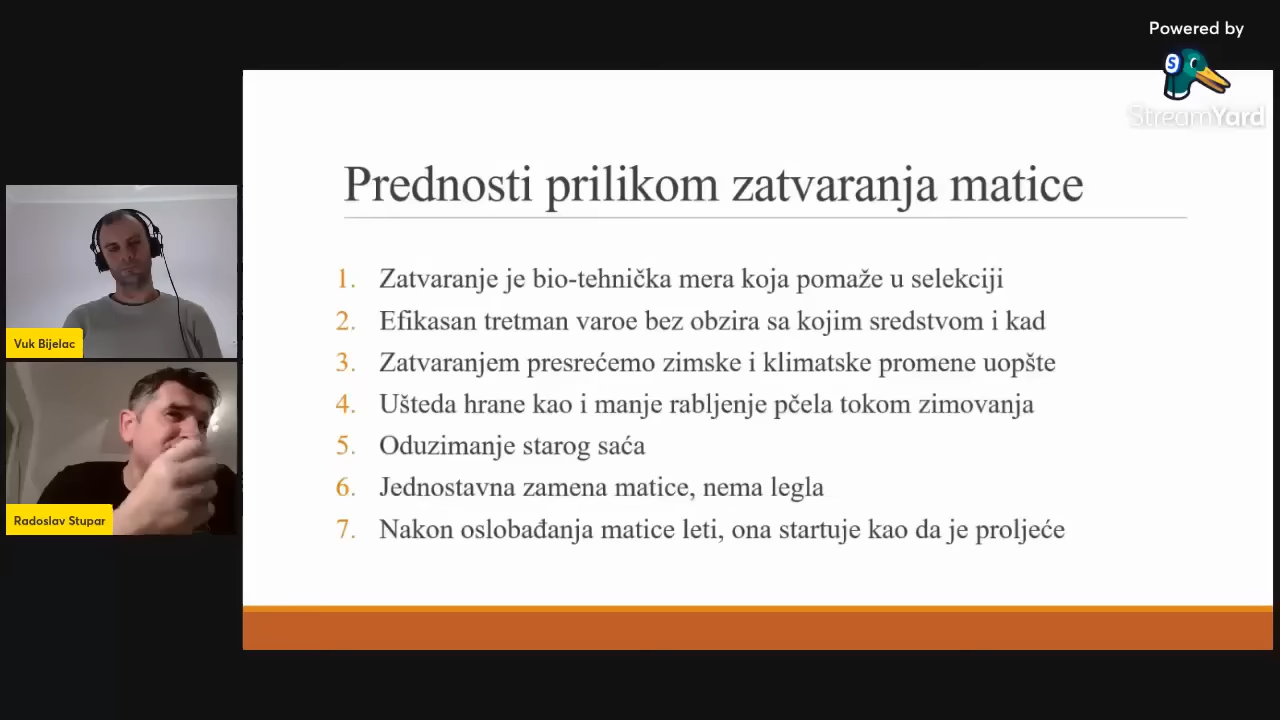 Powered by
StreamYard
Prednosti prilikom zatvaranja matice
1. Zatvaranje je bio-tehnička mera koja pomaže u selekciji
2. Efikasan tretman varoe bez obzira sa kojim sredstvom i kad
3. Zatvaranjem presrećemo zimske i klimatske promene uopšte
4. Ušteda hrane kao i manje rabljenje pčela tokom zimovanja
5. Oduzimanje starog saća
6. Jednostavna zamena matice, nema legla
7. Nakon oslobađanja matice leti, ona startuje kao da je proljeće
Vuk Bijelac
Radoslav Stupar